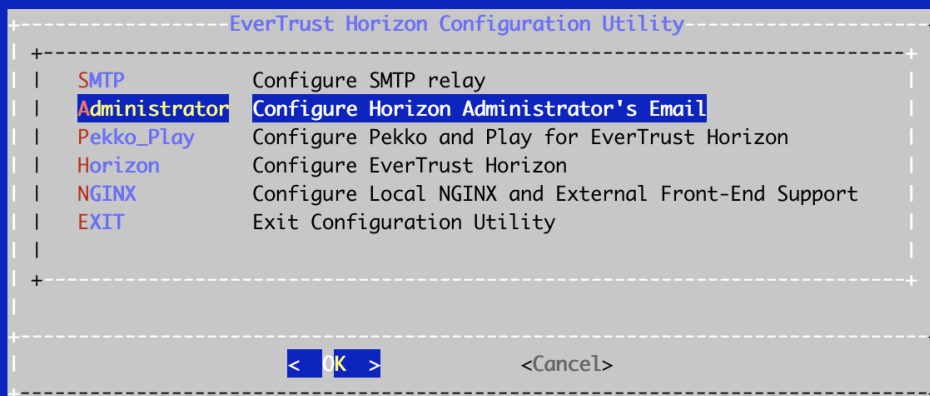 EverTrust Horizon Configuration Utility
SMTP Configure SMTP relay
Administrator Configure Horizon Administrator's Email
Pekko_Play Configure Pekko and Play for EverTrust Horizon
Horizon Configure EverTrust Horizon
NGINX Configure Local NGINX and External Front-End Support
EXIT Exit Configuration Utility
< OK > <Cancel>